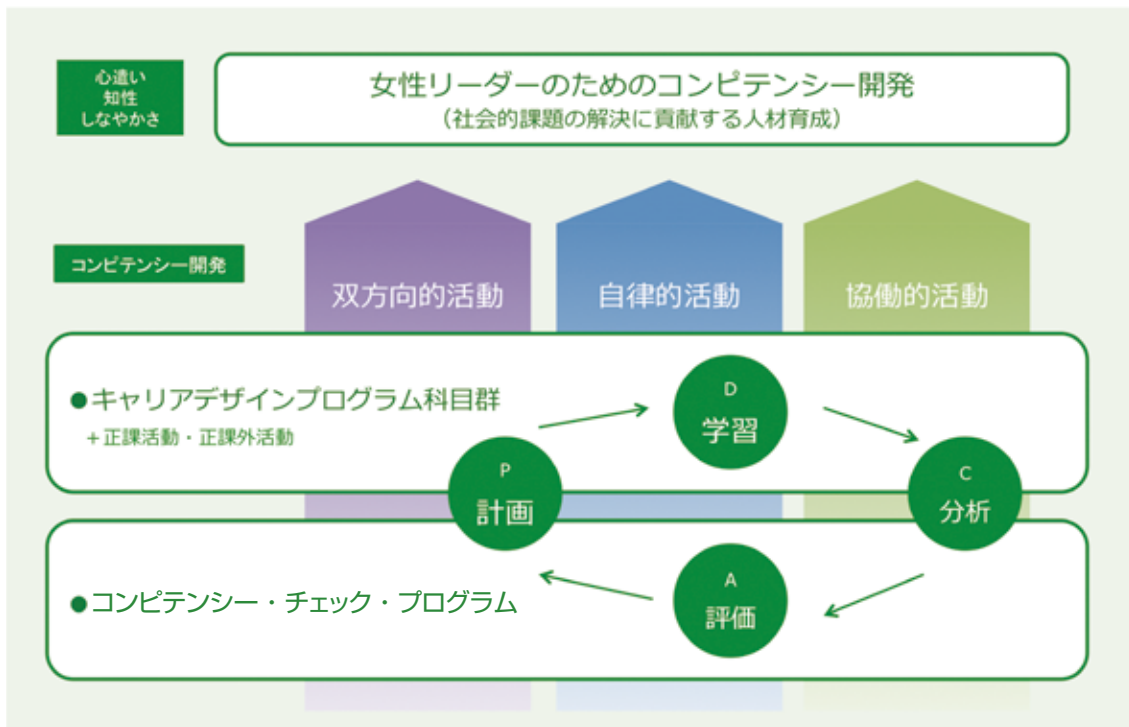 心遣い
知性
しなやかさ
女性リーダーのためのコンピテンシー開発
（社会的課題の解決に貢献する人材育成）
コンピテンシー開発
双方向的活動
自律的活動
協働的活動
●キャリアデザインプログラム科目群
＋正課活動・正課外活動
D
学習
P
計画
C
分析
●コンピテンシー・チェック・プログラム
A
評価